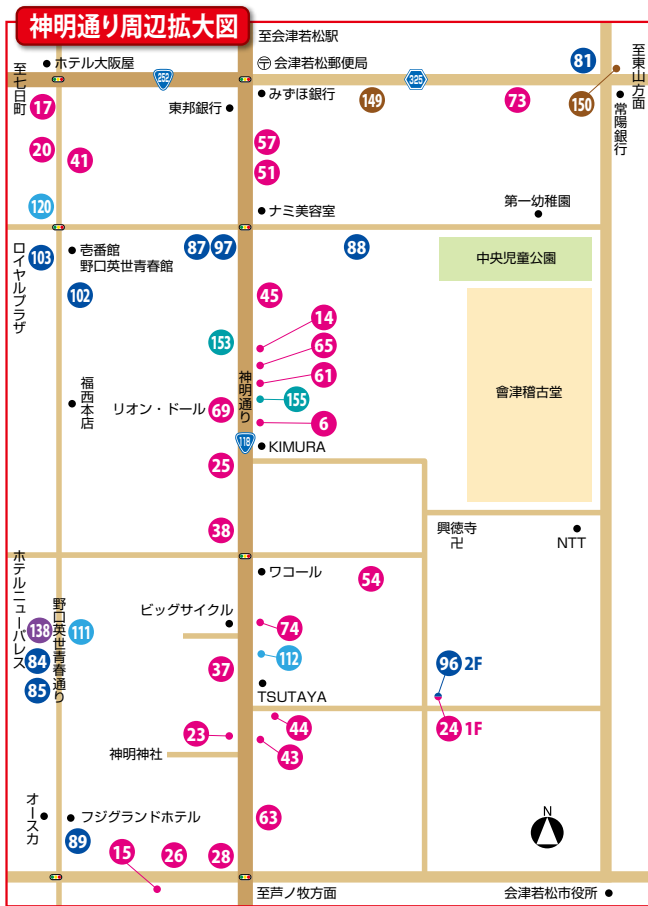 神明通り周辺拡大図
至会津若松駅
至七日町
ホテル大阪屋
252
〒 会津若松郵便局
325
81
至東山方面
17
東邦銀行
みずほ銀行
149
73
150
常陽銀行
20
41
57
51
120
ナミ美容室
第一幼稚園
ロイヤルプラザ
103
壱番館
野口英世青春館
87
97
88
中央児童公園
102
45
14
153
65
61
神明通り
155
會津稽古堂
福西本店
リオン・ドール
69
6
118
KIMURA
25
38
興徳寺
卍
NTT
ホテルニューパレス
ワコール
54
野口英世青春通り
138
111
ビッグサイクル
74
84
112
96 2F
85
37
TSUTAYA
23
44
24 1F
神明神社
43
オースカ
フジグランドホテル
63
N
89
15
26
28
至芦ノ牧方面
会津若松市役所